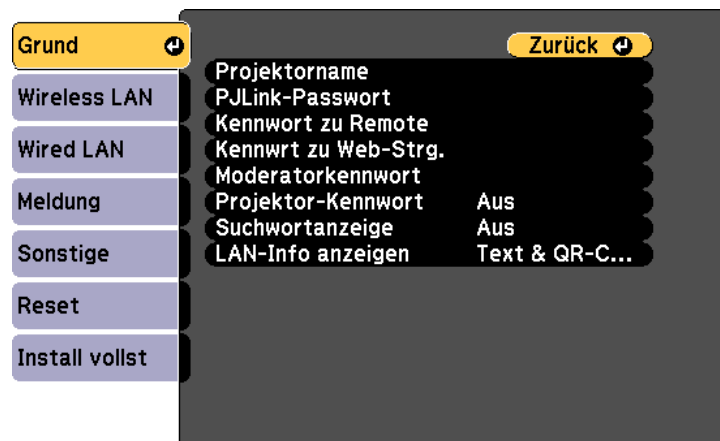 Grund
Wireless LAN
Wired LAN
Meldung
Sonstige
Reset
Install vollst
Zurück
Projektorname
PJLink-Passwort
Kennwort zu Remote
Kennwrt zu Web-Strg.
Moderatorkennwort
Projektor-Kennwort Aus
Suchwortanzeige Aus
LAN-Info anzeigen Text & QR-C...